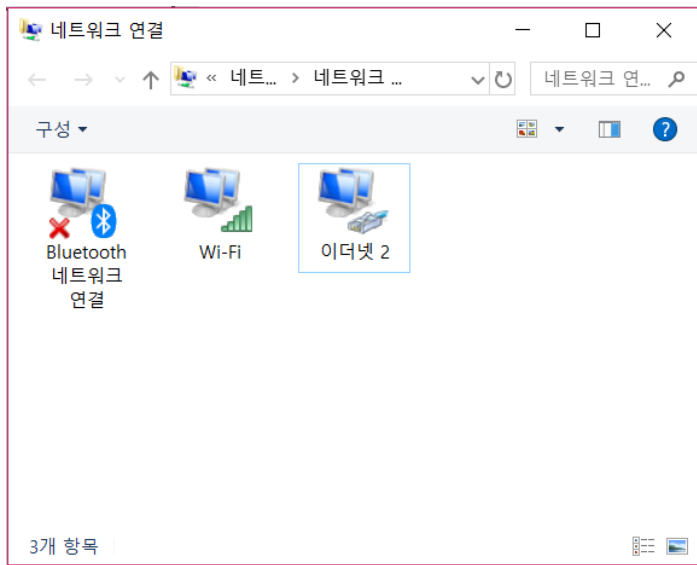 네트워크 연결
« 네트... > 네트워크 ...
네트워크 연...
구성
Bluetooth
네트워크
연결
Wi-Fi
이더넷 2
3개 항목